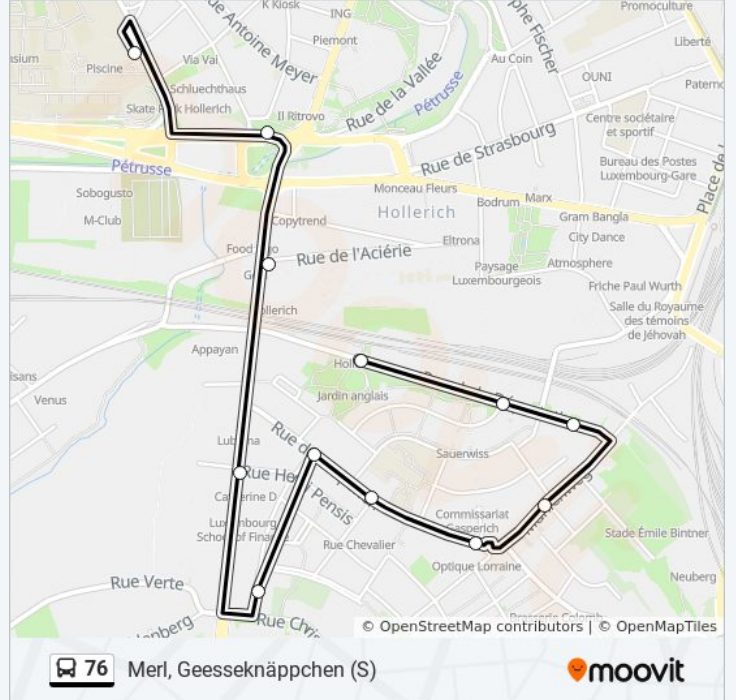 K Kiosk
ING
Promoculture
Rue Antoine Meyer
Piemont
Liberté
Piscine
Via Vai
Rue de la Vallée
Au Coin
Pétrusse
OUNI
Schluechthaus
Skate
Hollerich
Il Ritrovo
Centre sociétaire
et sportif
Rue de Strasbourg
Bureau des Postes
Luxembourg-Gare
Place de
Pétrusse
Monceau Fleurs
Sobogusto
Bodrum
Marx
M-Club
Hollerich
Gram Bangla
Copytrend
City Dance
Eltrona
Rue de l'Aciérie
Atmosphere
Paysage
Luxembourgeois
Friche Paul Wurth
Salle du Royaume
des témoins
de Jéhovah
Appayan
Venus
Jardin anglais
Sauerwiss
Commissariat
Gasperich
Rue Chevalier
Stade Émile Bintner
Optique Lorraine
Rue Verte
Neuberg
© OpenStreetMap contributors | © OpenMapTiles
76 Merl, Geesseknäppchen (S)
moovit